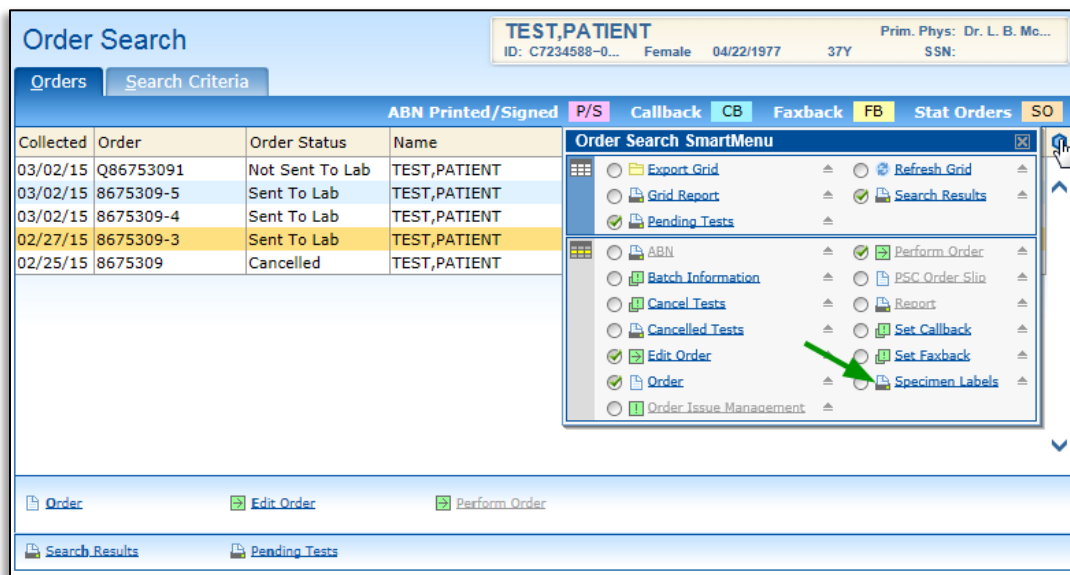 Order Search
TEST,PATIENT Prim. Phys: Dr. L. B. Mc...
ID: C7234588-0... Female 04/22/1977 37Y SSN:
Orders Search Criteria
ABN Printed/Signed P/S Callback CB Faxback FB Stat Orders SO
Collected Order Order Status Name
03/02/15 Q86753091 Not Sent To Lab TEST,PATIENT
03/02/15 8675309-5 Sent To Lab TEST,PATIENT
03/02/15 8675309-4 Sent To Lab TEST,PATIENT
02/27/15 8675309-3 Sent To Lab TEST,PATIENT
02/25/15 8675309 Cancelled TEST,PATIENT
Order Search SmartMenu
Export Grid Refresh Grid
Grid Report Search Results
Pending Tests
ABN Perform Order
Batch Information PSC Order Slip
Cancel Tests Report
Cancelled Tests Set Callback
Edit Order Set Faxback
Order Specimen Labels
Order Issue Management
Order Edit Order Perform Order
Search Results Pending Tests